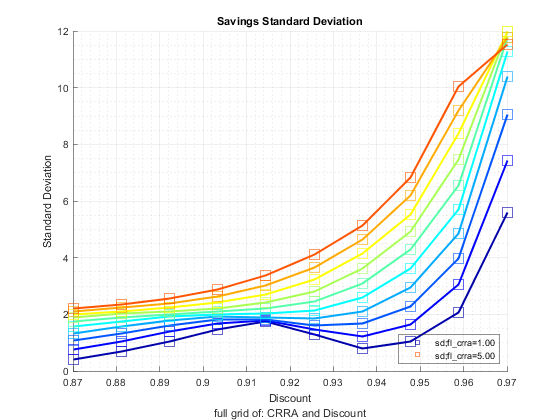 Savings Standard Deviation
Standard Deviation
12
10
8
6
4
2
0
0.87 0.88 0.89 0.9 0.91 0.92 0.93 0.94 0.95 0.96 0.97
sd;fl_crra=1.00
sd;fl_crra=5.00
Discount
full grid of: CRRA and Discount